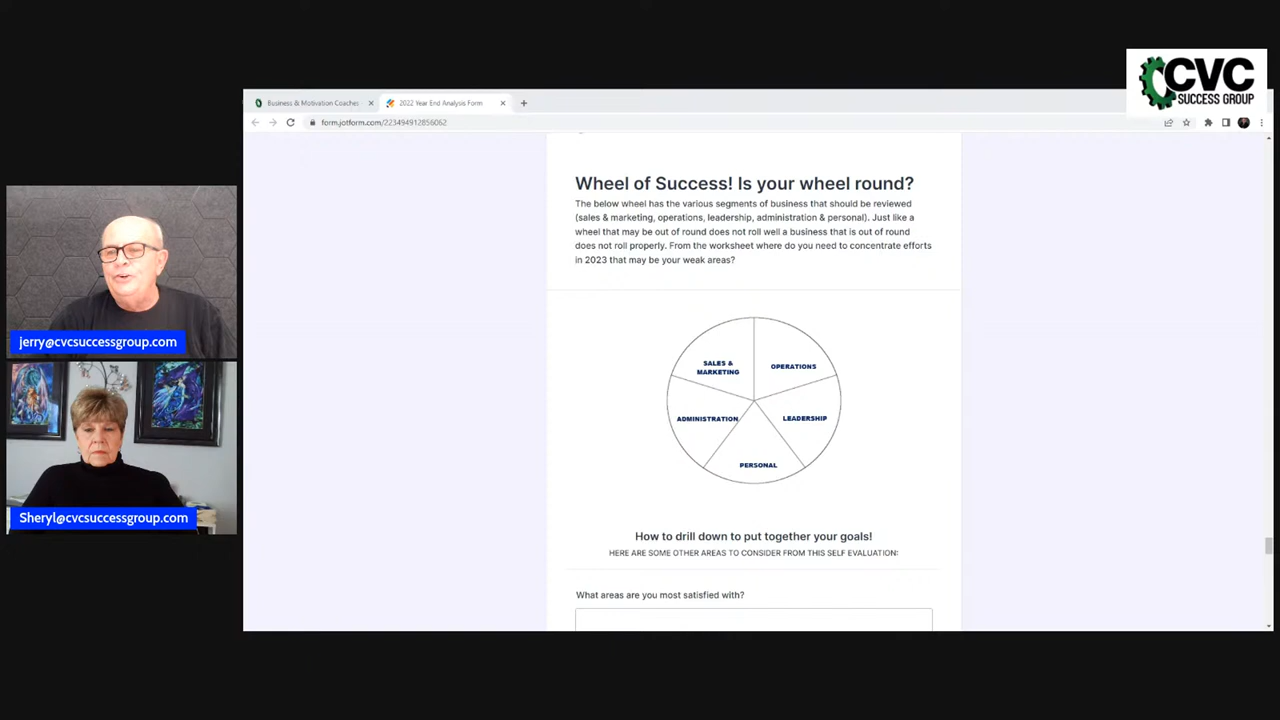 CVC
SUCCESS GROUP
Business & Motivation Coaches
2022 Year End Analysis Form
form.jotform.com/223494912856062
Wheel of Success! Is your wheel round?
The below wheel has the various segments of business that should be reviewed
(sales & marketing, operations, leadership, administration & personal). Just like a
wheel that may be out of round does not roll well a business that is out of round
does not roll properly. From the worksheet where do you need to concentrate efforts
in 2023 that may be your weak areas?
SALES &
MARKETING
OPERATIONS
ADMINISTRATION
LEADERSHIP
PERSONAL
How to drill down to put together your goals!
HERE ARE SOME OTHER AREAS TO CONSIDER FROM THIS SELF EVALUATION:
What areas are you most satisfied with?
jerry@cvcsuccessgroup.com
Sheryl@cvcsuccessgroup.com